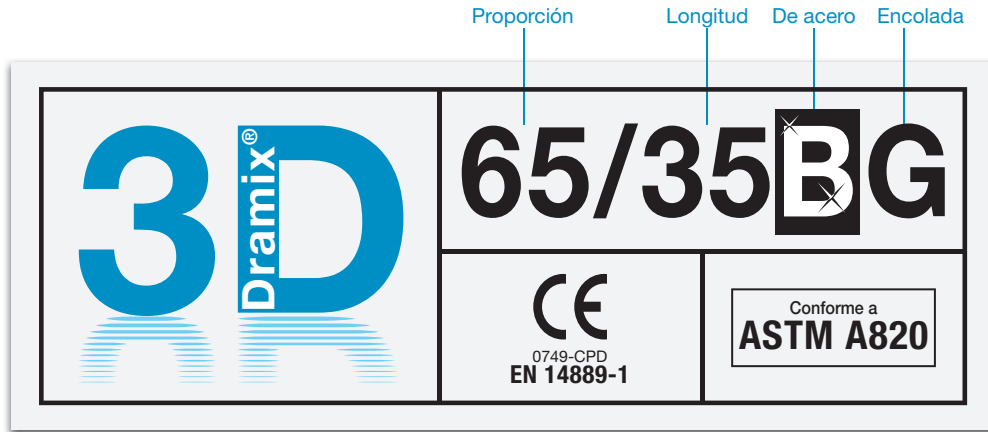 Proporción Longitud De acero Encolada
3D Dramix®
65/35BG
CE
0749-CPD
EN 14889-1
Conforme a
ASTM A820